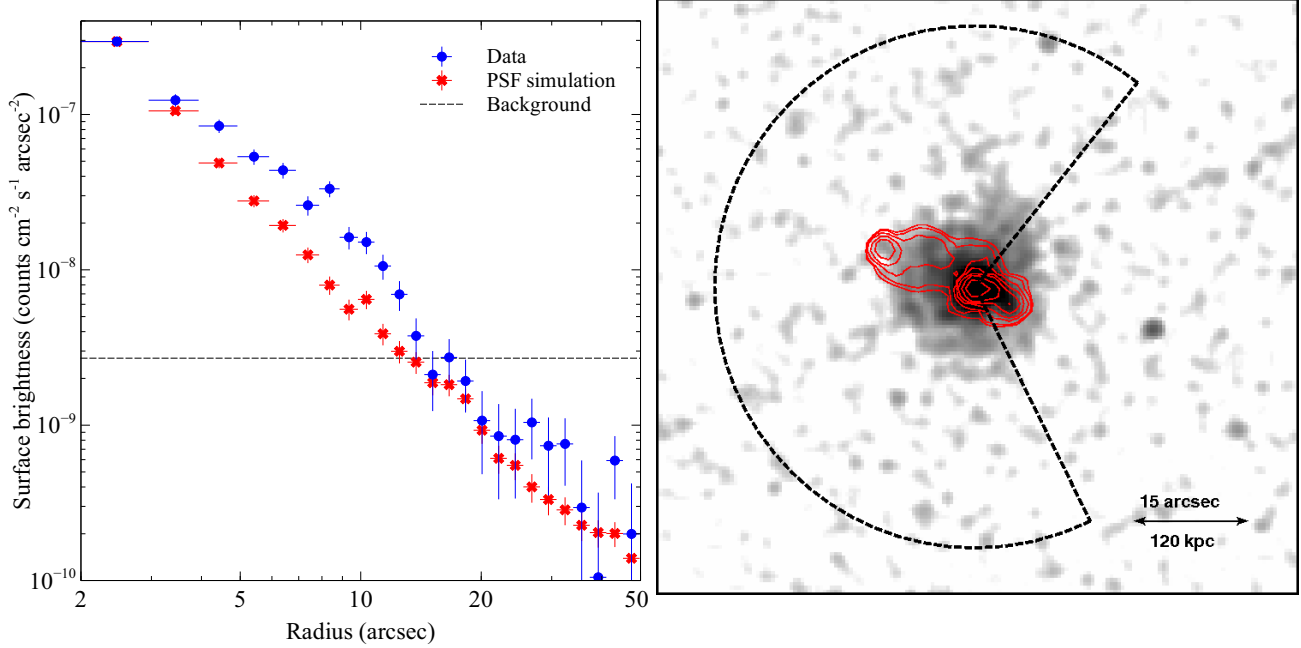 Data
PSF simulation
Background
Surface brightness (counts cm⁻² s⁻¹ arcsec⁻²)
10⁻⁷
10⁻⁸
10⁻⁹
10⁻¹⁰
2
5
10
20
50
Radius (arcsec)
15 arcsec
120 kpc